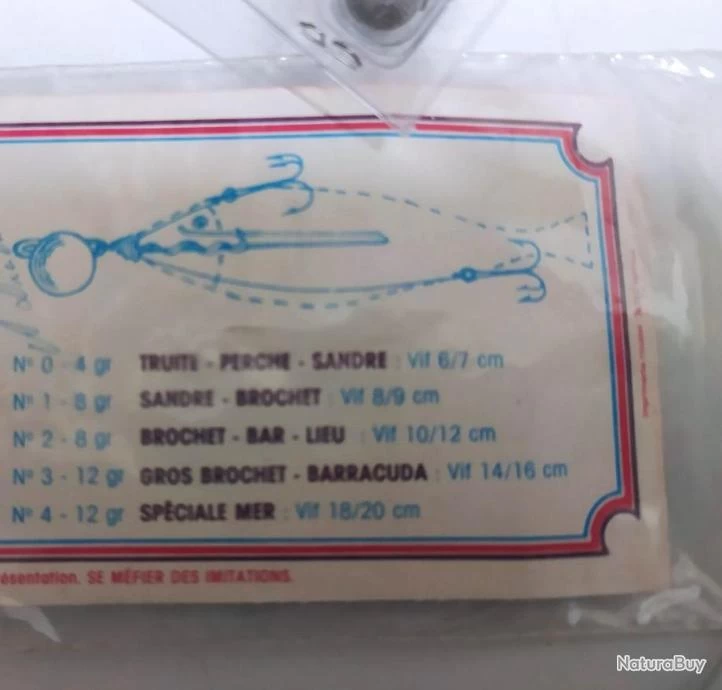 N° 0 - 4 gr TRUITE - PERCHE - SANDRE : Vif 6/7 cm
N° 1 - 8 gr SANDRE - BROCHET : Vif 8/9 cm
N° 2 - 8 gr BROCHET - BAR - LIEU : Vif 10/12 cm
N° 3 - 12 gr GROS BROCHET - BARRACUDA : Vif 14/16 cm
N° 4 - 12 gr SPÉCIALE MER : Vif 18/20 cm
ésentation. SE MÉFIER DES IMITATIONS.
NaturaBuy